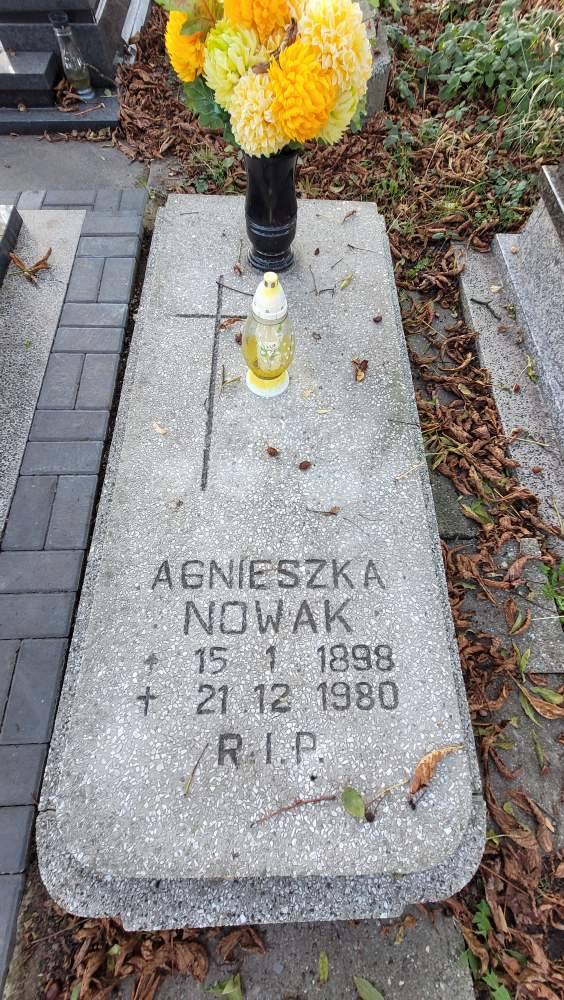 AGNIESZKA
NOWAK
* 15 . 1 . 1898
✝ 21 . 12 . 1980
R.I.P.